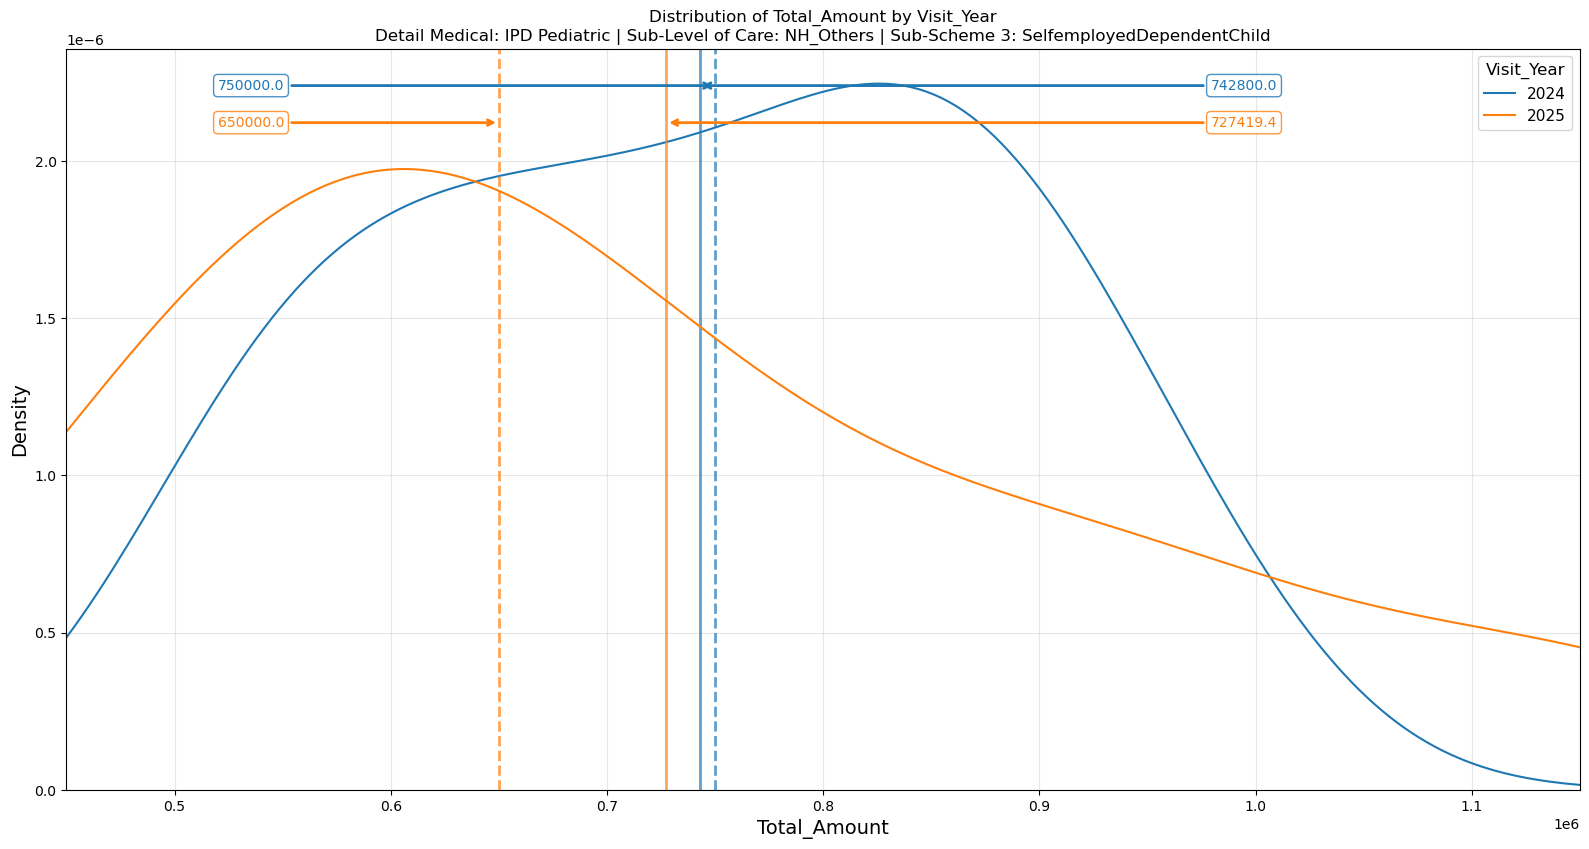 Distribution of Total_Amount by Visit_Year
Detail Medical: IPD Pediatric | Sub-Level of Care: NH_Others | Sub-Scheme 3: SelfemployedDependentChild
1e−6
750000.0
742800.0
650000.0
727419.4
Visit_Year
2024
2025
2.0
1.5
1.0
0.5
0.0
Density
0.5 0.6 0.7 0.8 0.9 1.0 1.1
1e6
Total_Amount